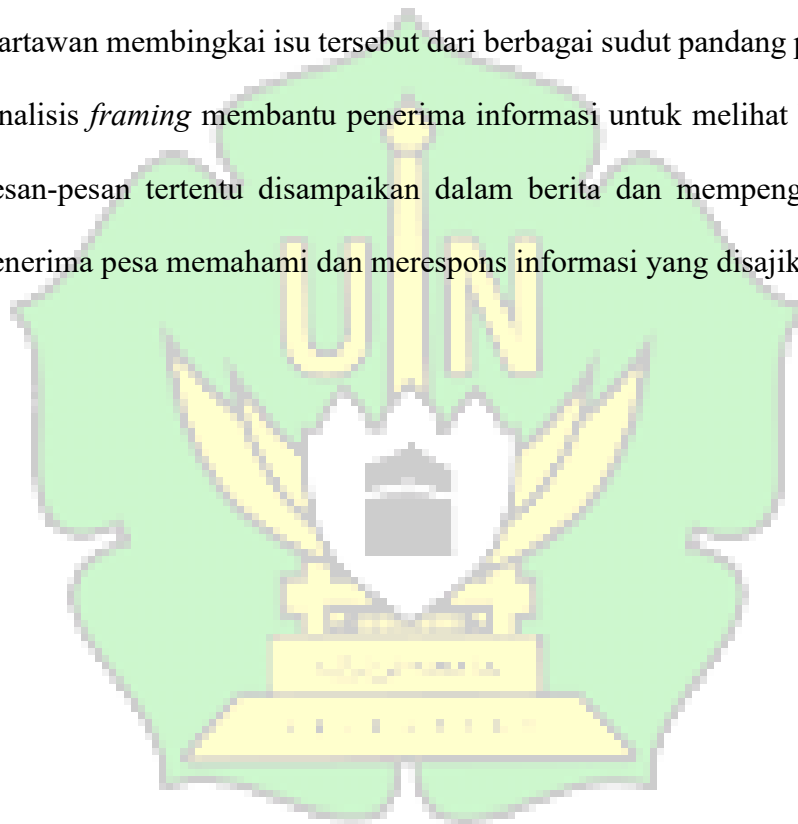 artawan membingkai isu tersebut dari berbagai sudut pandang p
nalisis framing membantu penerima informasi untuk melihat
esan-pesan tertentu disampaikan dalam berita dan mempeng
enerima pesa memahami dan merespons informasi yang disajik
UIN